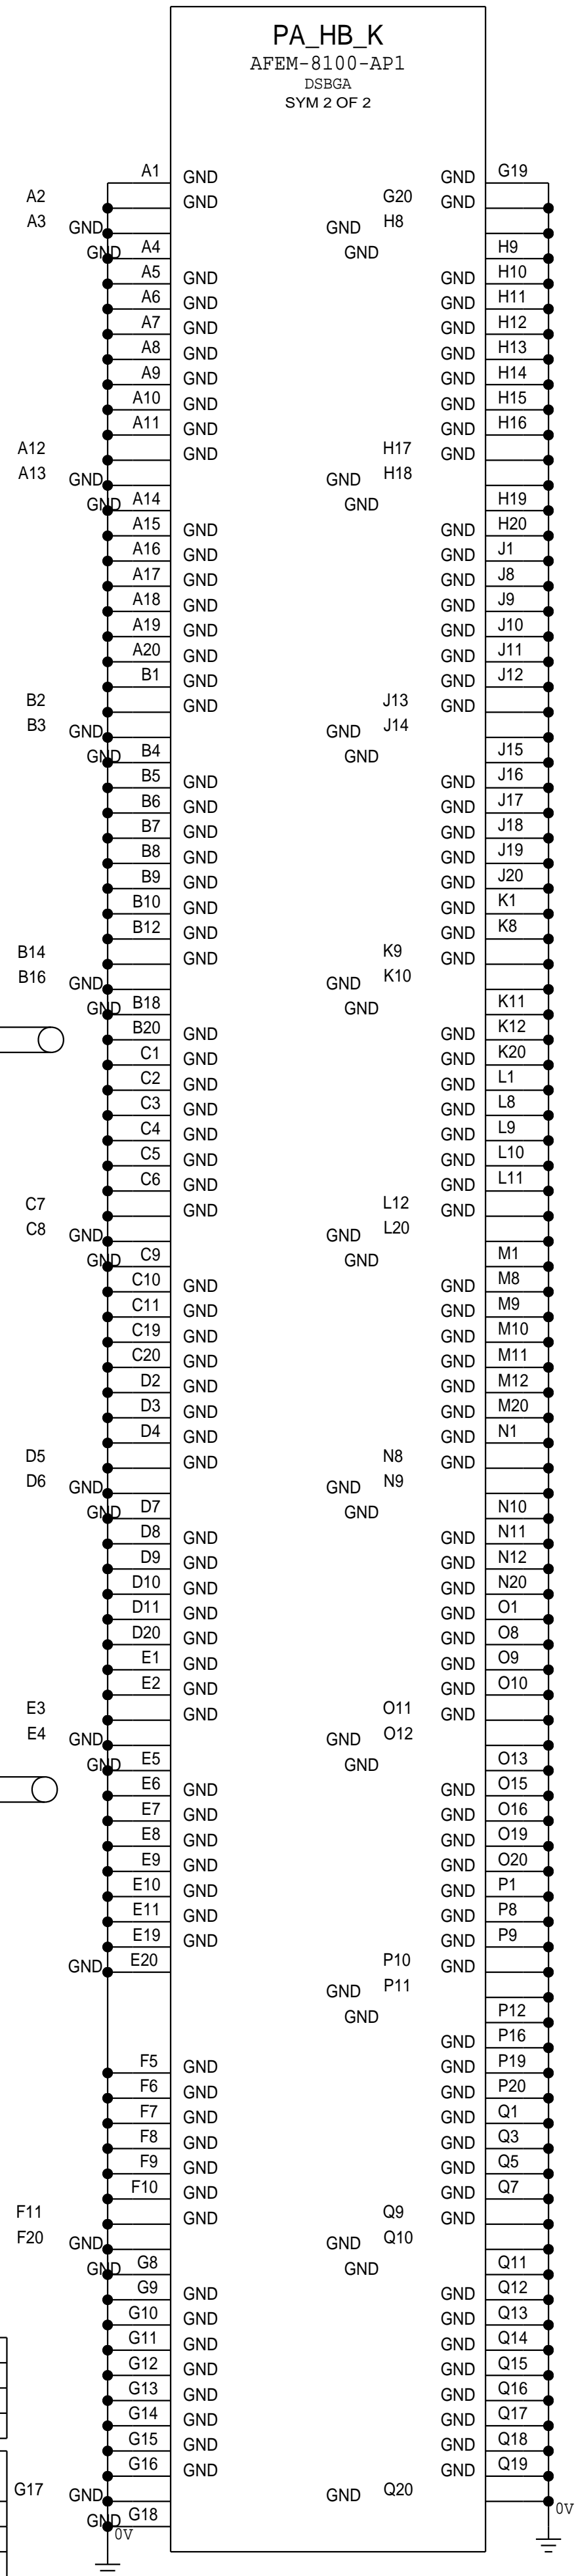 PA_HB_K
AFEM-8100-AP1
DSBGA
SYM 2 OF 2
A1 GND GND G19
A2 GND G20 GND
A3 GND GND H8
GND A4 GND H9
A5 GND GND H10
A6 GND GND H11
A7 GND GND H12
A8 GND GND H13
A9 GND GND H14
A10 GND GND H15
A11 GND GND H16
A12 GND H17 GND
A13 GND GND H18
GND A14 GND H19
A15 GND GND H20
A16 GND GND J1
A17 GND GND J8
A18 GND GND J9
A19 GND GND J10
A20 GND GND J11
B1 GND GND J12
B2 GND J13 GND
B3 GND GND J14
GND B4 GND J15
B5 GND GND J16
B6 GND GND J17
B7 GND GND J18
B8 GND GND J19
B9 GND GND J20
B10 GND GND K1
B12 GND GND K8
B14 GND K9 GND
B16 GND GND K10
GND B18 GND K11
B20 GND GND K12
C1 GND GND K20
C2 GND GND L1
C3 GND GND L8
C4 GND GND L9
C5 GND GND L10
C6 GND GND L11
C7 GND L12 GND
C8 GND GND L20
GND C9 GND M1
C10 GND GND M8
C11 GND GND M9
C19 GND GND M10
C20 GND GND M11
D2 GND GND M12
D3 GND GND M20
D4 GND GND N1
D5 GND N8 GND
D6 GND GND N9
GND D7 GND N10
D8 GND GND N11
D9 GND GND N12
D10 GND GND N20
D11 GND GND O1
D20 GND GND O8
E1 GND GND O9
E2 GND GND O10
E3 GND O11 GND
E4 GND GND O12
GND E5 GND O13
E6 GND GND O15
E7 GND GND O16
E8 GND GND O19
E9 GND GND O20
E10 GND GND P1
E11 GND GND P8
E19 GND GND P9
GND E20 P10 GND
GND P11
GND P12
GND P16
F5 GND GND P19
F6 GND GND P20
F7 GND GND Q1
F8 GND GND Q3
F9 GND GND Q5
F10 GND GND Q7
F11 GND Q9 GND
F20 GND GND Q10
GND G8 GND Q11
G9 GND GND Q12
G10 GND GND Q13
G11 GND GND Q14
G12 GND GND Q15
G13 GND GND Q16
G14 GND GND Q17
G15 GND GND Q18
G16 GND GND Q19
G17 GND GND Q20
GND G18 0V
0V